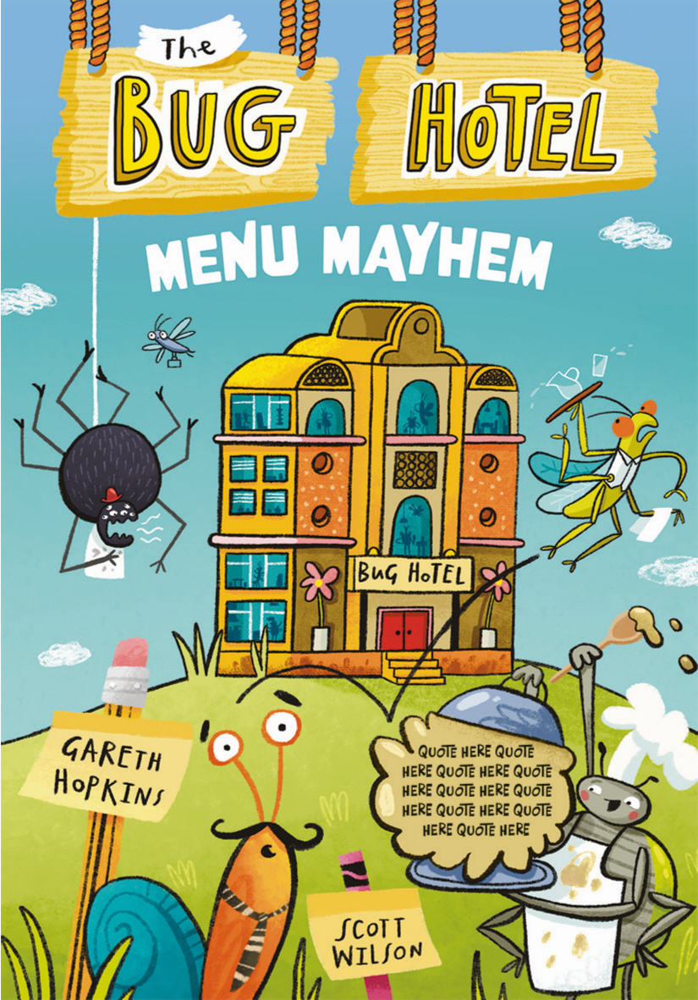 The
BUG HOTEL
MENU MAYHEM
BUG HOTEL
GARETH
HOPKINS
QUOTE HERE QUOTE
HERE QUOTE HERE QUOTE
HERE QUOTE HERE QUOTE
HERE QUOTE HERE QUOTE
HERE QUOTE HERE
SCOTT
WILSON